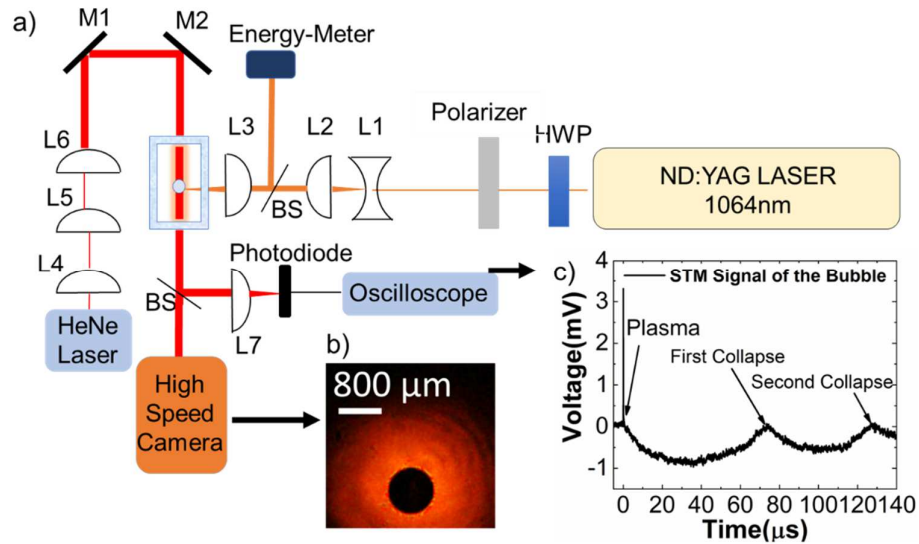 a)
M1
M2
Energy-Meter
L6
L5
L4
HeNe
Laser
L3
L2
L1
BS
Polarizer
HWP
ND:YAG LASER
1064nm
BS
Photodiode
L7
Oscilloscope
High
Speed
Camera
b)
800 μm
c)
STM Signal of the Bubble
Plasma
First Collapse
Second Collapse
Voltage(mV)
4
3
2
1
0
-1
0 20 40 60 80 100 120 140
Time(μs)